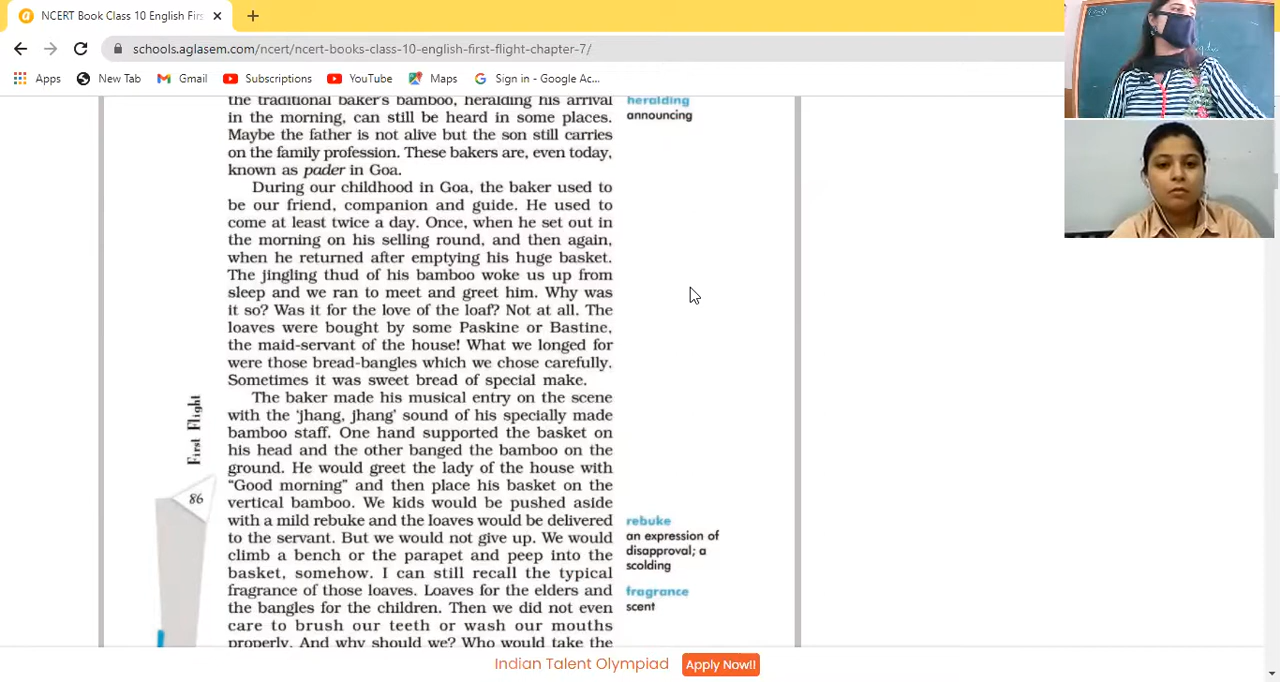 NCERT Book Class 10 English Firs
schools.aglasem.com/ncert/ncert-books-class-10-english-first-flight-chapter-7/
Apps New Tab Gmail Subscriptions YouTube Maps Sign in - Google Ac...
the traditional baker's bamboo, heralding his arrival
in the morning, can still be heard in some places.
Maybe the father is not alive but the son still carries
on the family profession. These bakers are, even today,
known as pader in Goa.
heralding
announcing
During our childhood in Goa, the baker used to
be our friend, companion and guide. He used to
come at least twice a day. Once, when he set out in
the morning on his selling round, and then again,
when he returned after emptying his huge basket.
The jingling thud of his bamboo woke us up from
sleep and we ran to meet and greet him. Why was
it so? Was it for the love of the loaf? Not at all. The
loaves were bought by some Paskine or Bastine,
the maid-servant of the house! What we longed for
were those bread-bangles which we chose carefully.
Sometimes it was sweet bread of special make.
The baker made his musical entry on the scene
with the 'jhang, jhang' sound of his specially made
bamboo staff. One hand supported the basket on
his head and the other banged the bamboo on the
ground. He would greet the lady of the house with
"Good morning" and then place his basket on the
vertical bamboo. We kids would be pushed aside
with a mild rebuke and the loaves would be delivered
to the servant. But we would not give up. We would
climb a bench or the parapet and peep into the
basket, somehow. I can still recall the typical
fragrance of those loaves. Loaves for the elders and
the bangles for the children. Then we did not even
care to brush our teeth or wash our mouths
properly. And why should we? Who would take the
rebuke
an expression of
disapproval; a
scolding
fragrance
scent
First Flight
86
Indian Talent Olympiad Apply Now!!